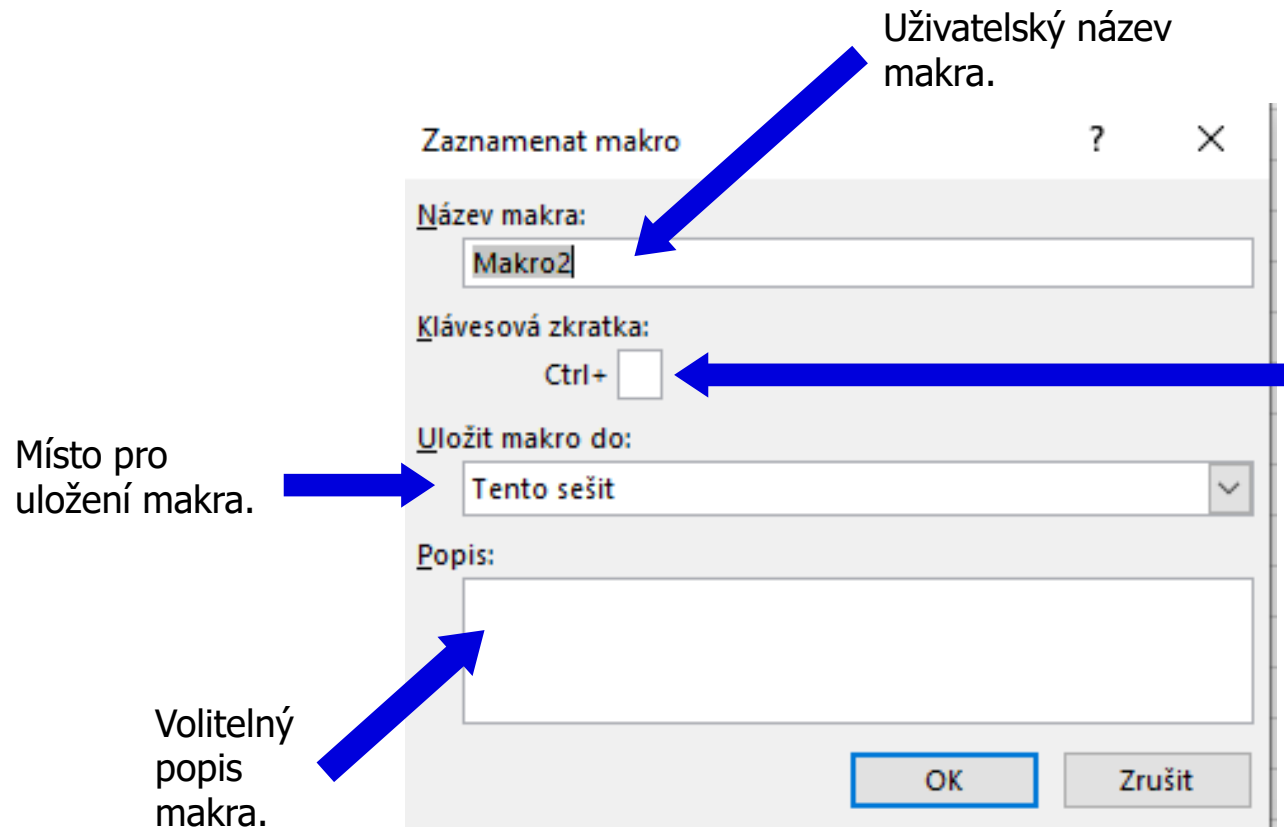 Uživatelský název
makra.
Zaznamenat makro ?
Název makra:
Makro2
Klávesová zkratka:
Ctrl+
Uložit makro do:
Tento sešit
Místo pro
uložení makra.
Popis:
Volitelný
popis
makra.
OK Zrušit